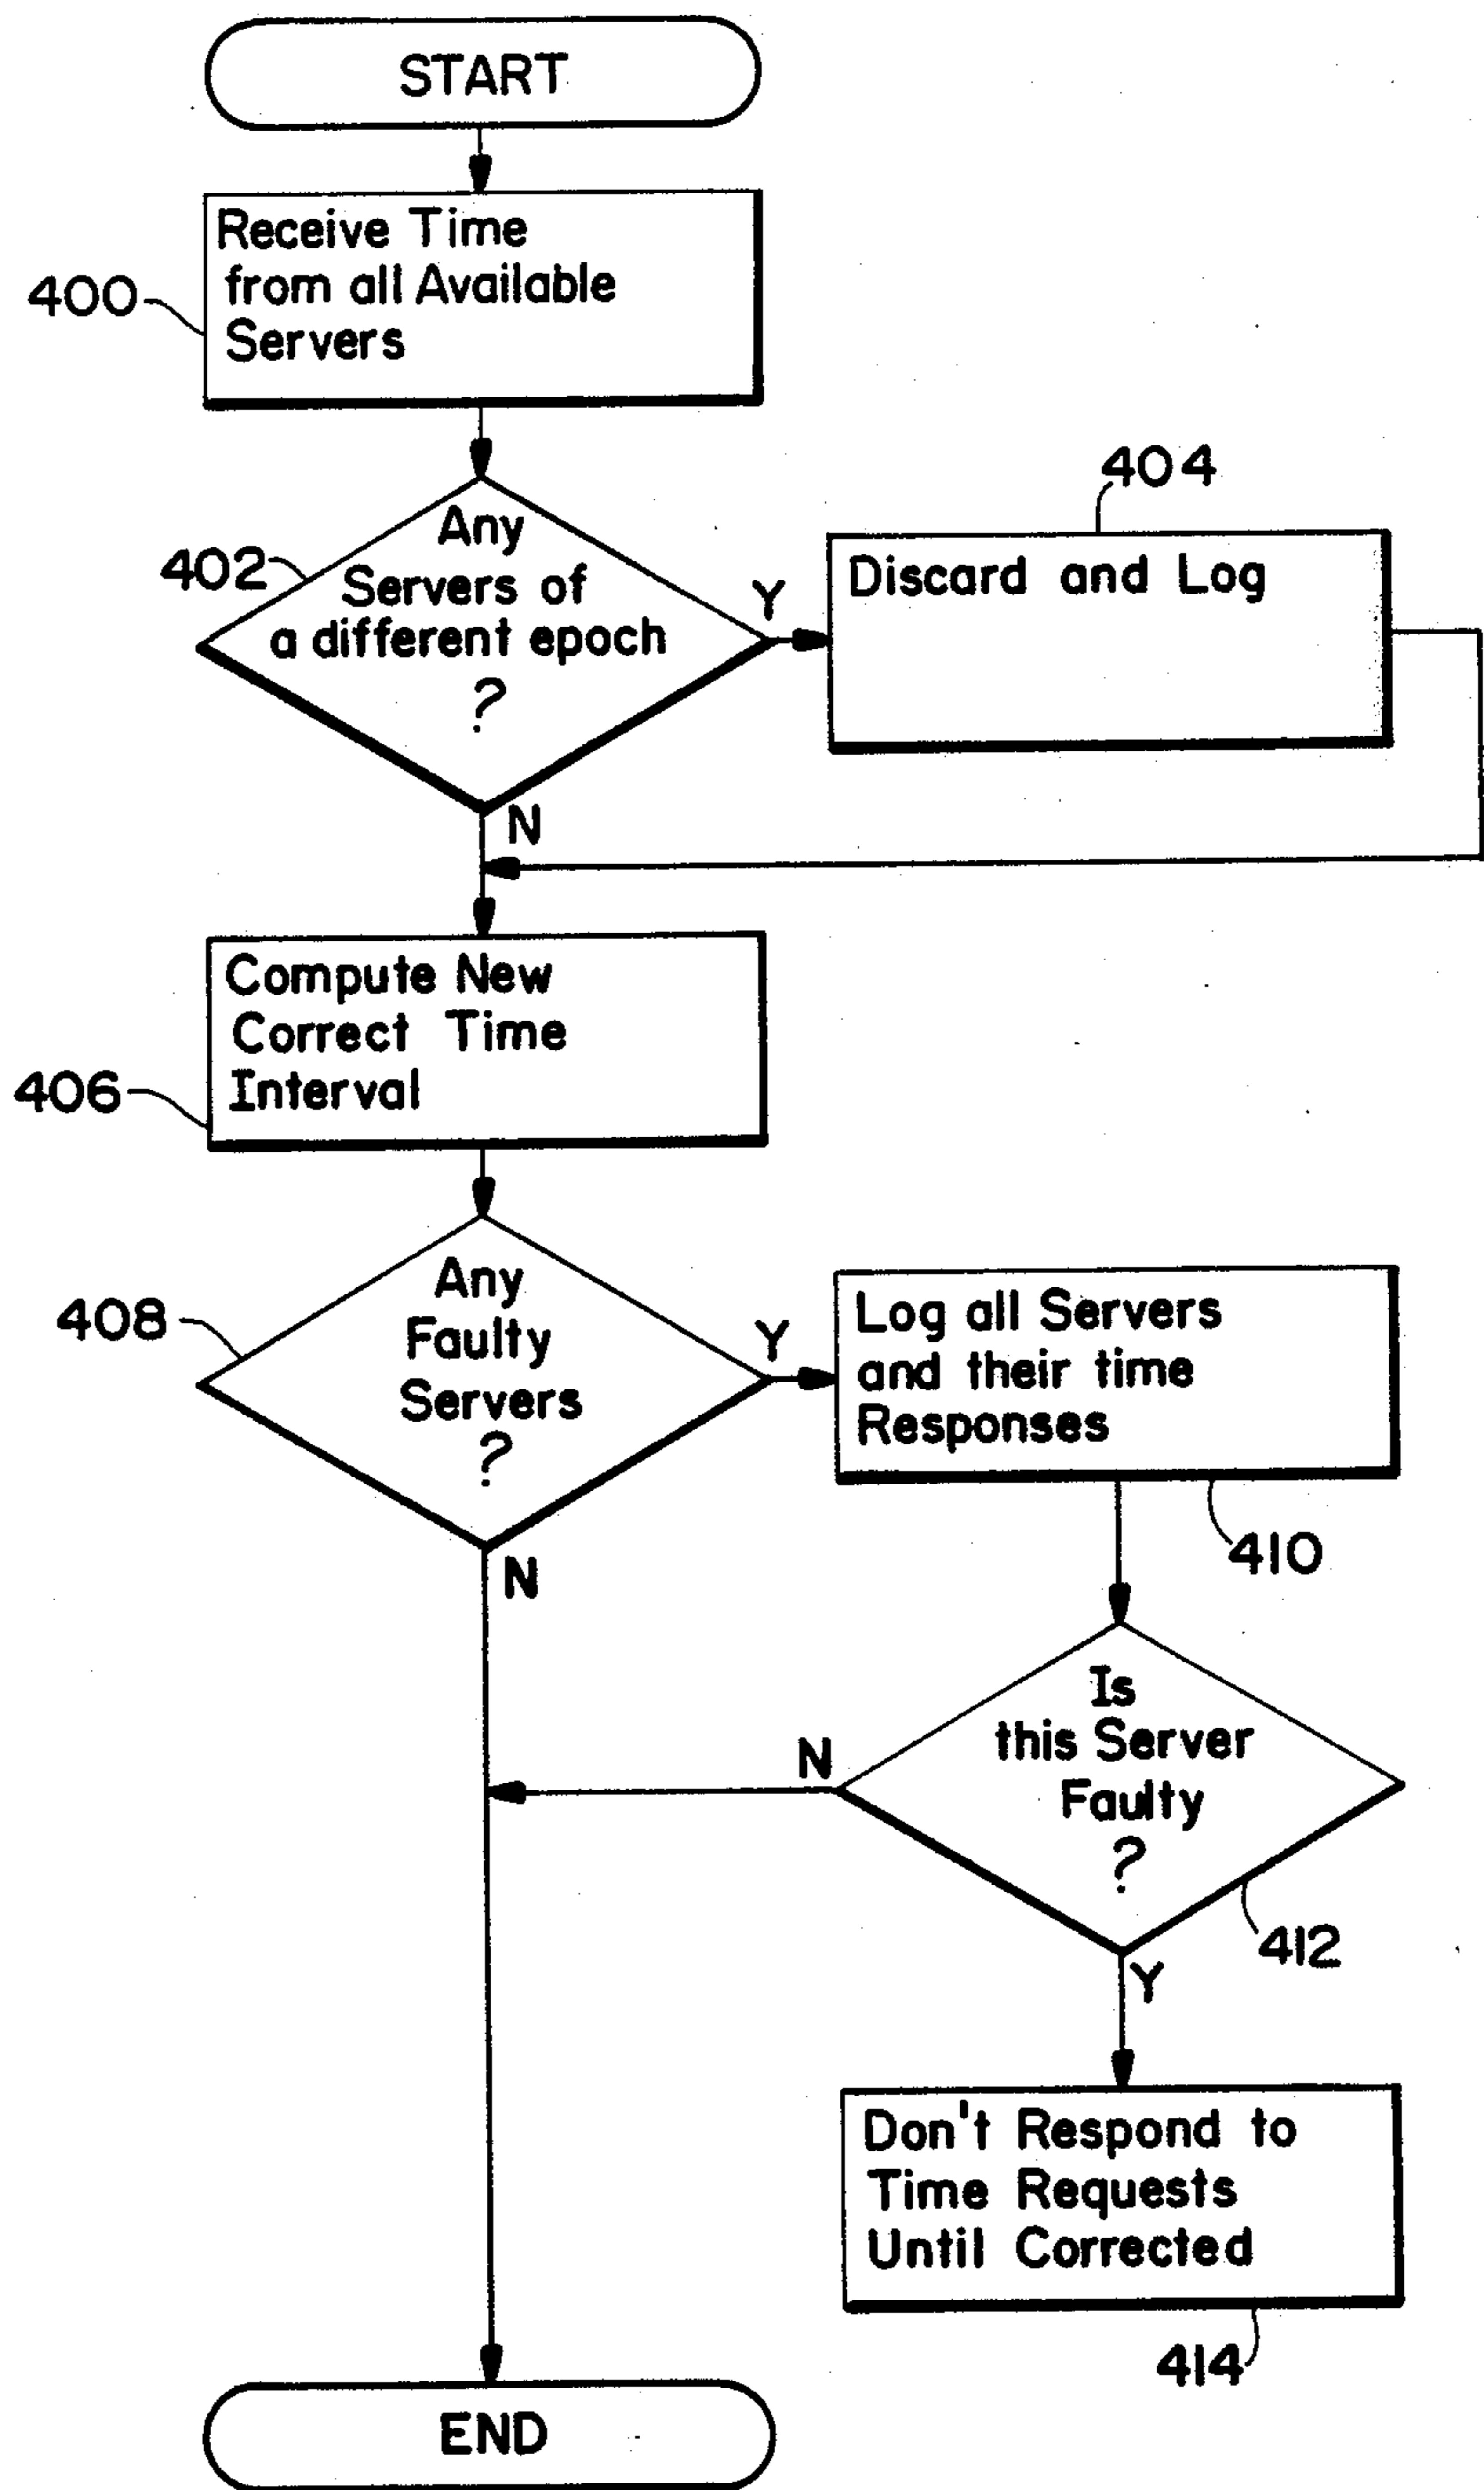 START
Receive Time
from all Available
Servers
400
Any
Servers of
a different epoch
?
402
Y
N
404
Discard and Log
Compute New
Correct Time
Interval
406
Any
Faulty
Servers
?
408
Y
N
Log all Servers
and their time
Responses
410
Is
this Server
Faulty
?
N
412
Y
Don't Respond to
Time Requests
Until Corrected
414
END